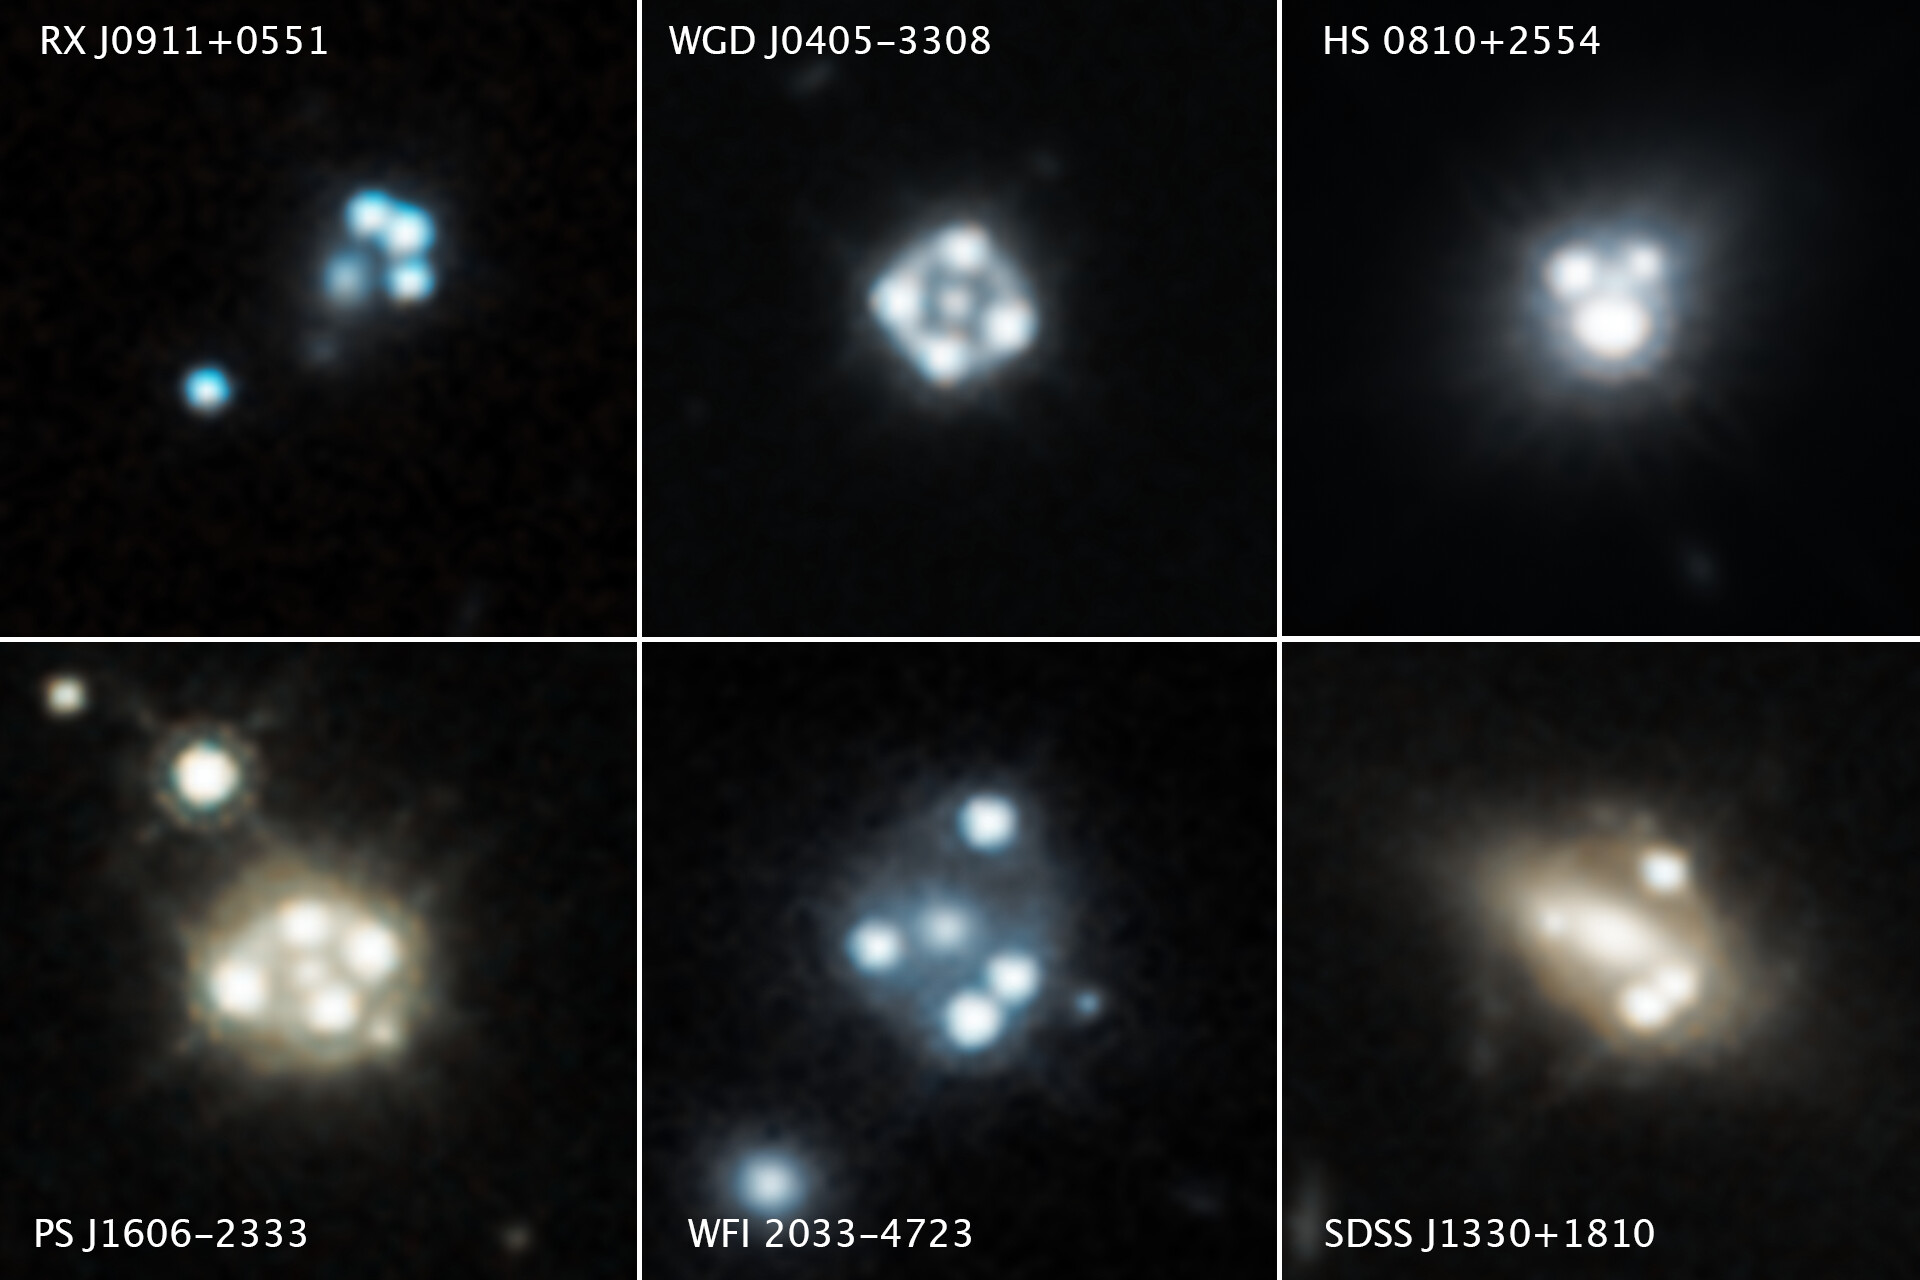 RX J0911+0551
WGD J0405–3308
HS 0810+2554
PS J1606–2333
WFI 2033–4723
SDSS J1330+1810